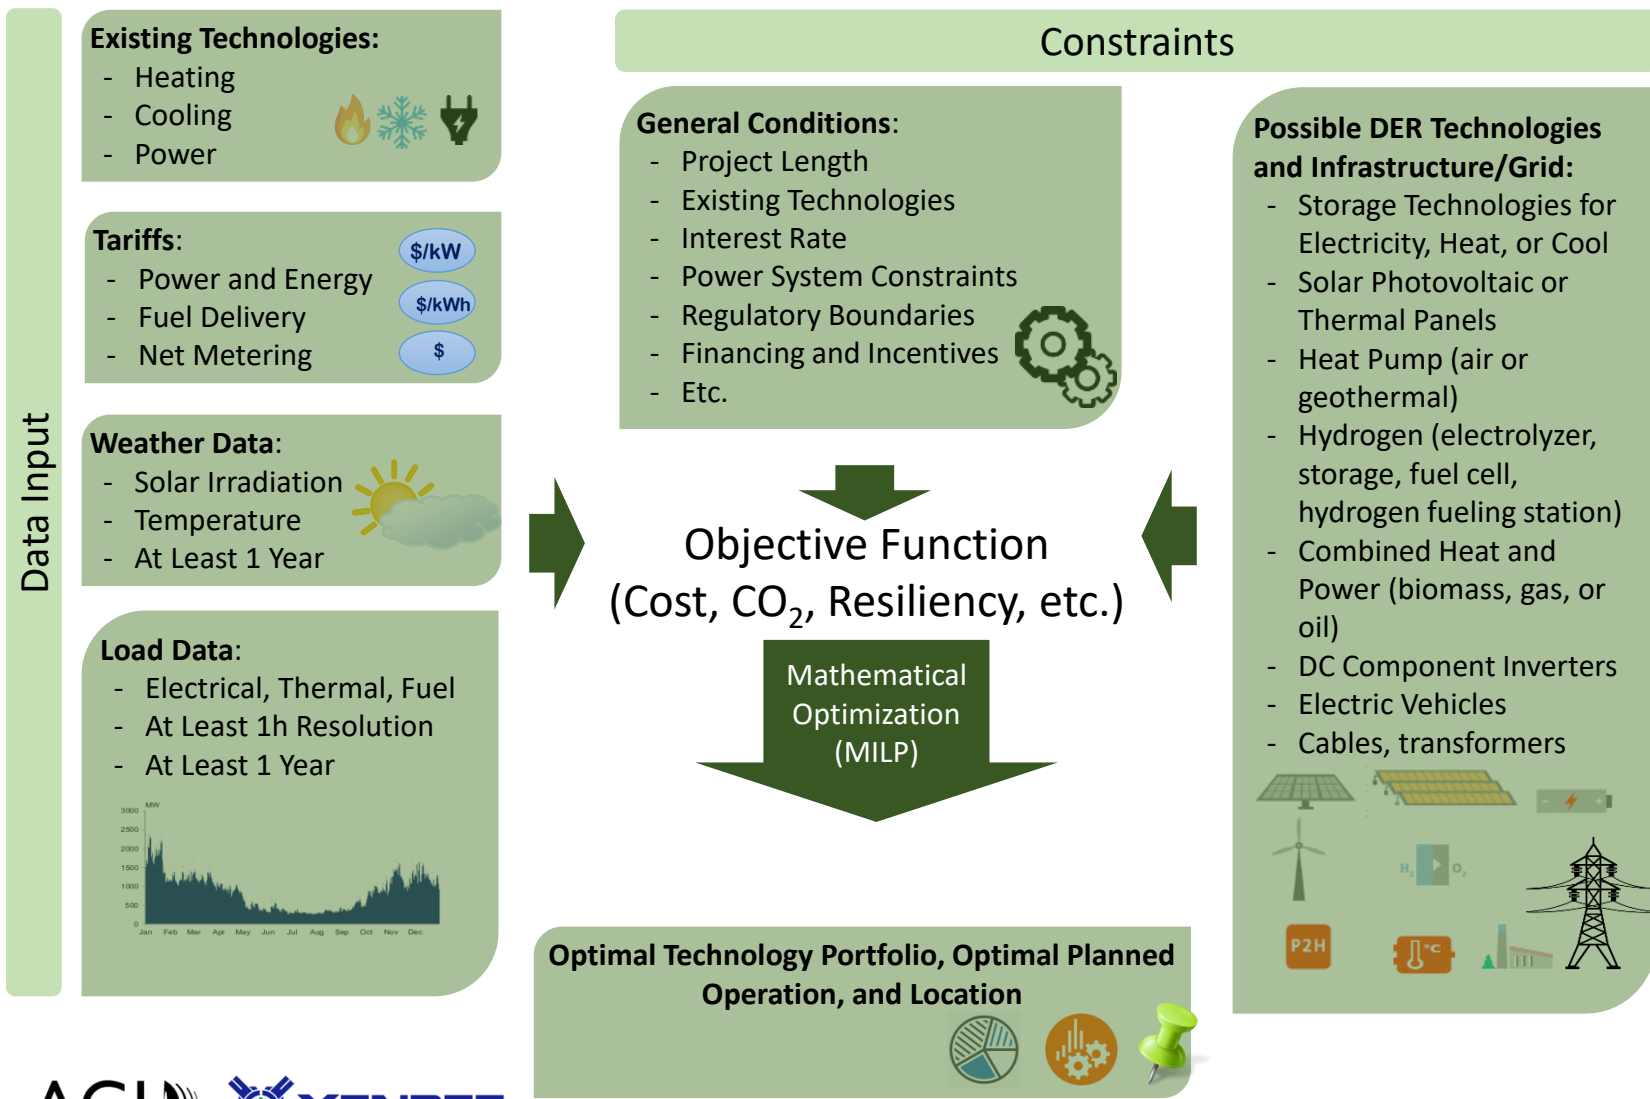 Data Input
Existing Technologies:
- Heating
- Cooling
- Power
Tariffs:
- Power and Energy
- Fuel Delivery
- Net Metering
$/kW
$/kWh
$
Weather Data:
- Solar Irradiation
- Temperature
- At Least 1 Year
Load Data:
- Electrical, Thermal, Fuel
- At Least 1h Resolution
- At Least 1 Year
MW
3000
2500
2000
1500
1000
500
0
Jan Feb Mar Apr May Jun Jul Aug Sep Oct Nov Dec
Constraints
General Conditions:
- Project Length
- Existing Technologies
- Interest Rate
- Power System Constraints
- Regulatory Boundaries
- Financing and Incentives
- Etc.
Objective Function
(Cost, CO₂, Resiliency, etc.)
Mathematical
Optimization
(MILP)
Optimal Technology Portfolio, Optimal Planned
Operation, and Location
Possible DER Technologies
and Infrastructure/Grid:
- Storage Technologies for
Electricity, Heat, or Cool
- Solar Photovoltaic or
Thermal Panels
- Heat Pump (air or
geothermal)
- Hydrogen (electrolyzer,
storage, fuel cell,
hydrogen fueling station)
- Combined Heat and
Power (biomass, gas, or
oil)
- DC Component Inverters
- Electric Vehicles
- Cables, transformers
H₂ O₂
P2H
°C